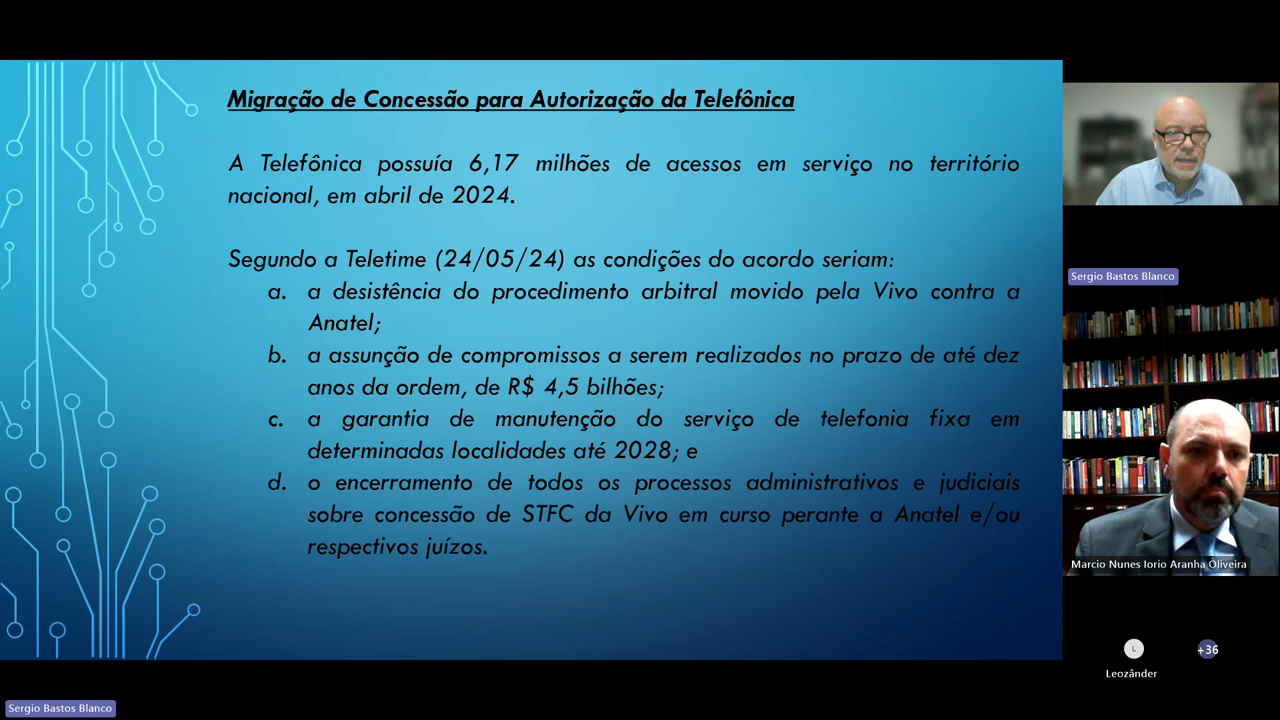 Migração de Concessão para Autorização da Telefônica
A Telefônica possuía 6,17 milhões de acessos em serviço no território
nacional, em abril de 2024.
Segundo a Teletime (24/05/24) as condições do acordo seriam:
a. a desistência do procedimento arbitral movido pela Vivo contra a
Anatel;
b. a assunção de compromissos a serem realizados no prazo de até dez
anos da ordem, de R$ 4,5 bilhões;
c. a garantia de manutenção do serviço de telefonia fixa em
determinadas localidades até 2028; e
d. o encerramento de todos os processos administrativos e judiciais
sobre concessão de STFC da Vivo em curso perante a Anatel e/ou
respectivos juízos.
Sergio Bastos Blanco
Marcio Nunes Iorio Aranha Oliveira
L
+36
Leozânder
Sergio Bastos Blanco